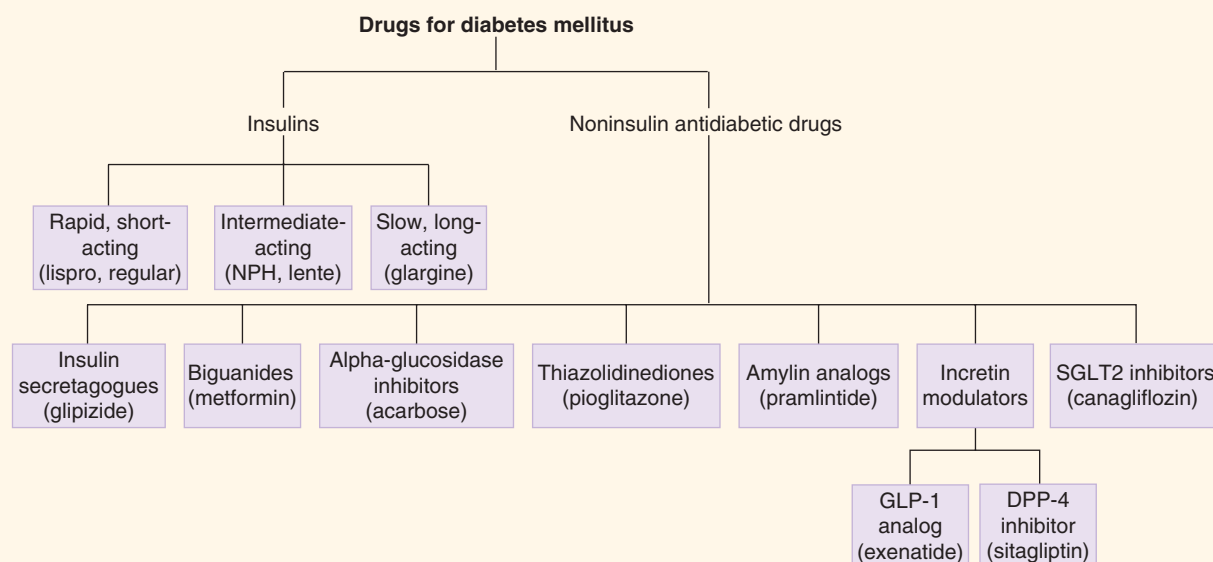 Drugs for diabetes mellitus
Insulins
Noninsulin antidiabetic drugs
Rapid, short-
acting
(lispro, regular)
Intermediate-
acting
(NPH, lente)
Slow, long-
acting
(glargine)
Insulin
secretagogues
(glipizide)
Biguanides
(metformin)
Alpha-glucosidase
inhibitors
(acarbose)
Thiazolidinediones
(pioglitazone)
Amylin analogs
(pramlintide)
Incretin
modulators
SGLT2 inhibitors
(canagliflozin)
GLP-1
analog
(exenatide)
DPP-4
inhibitor
(sitagliptin)